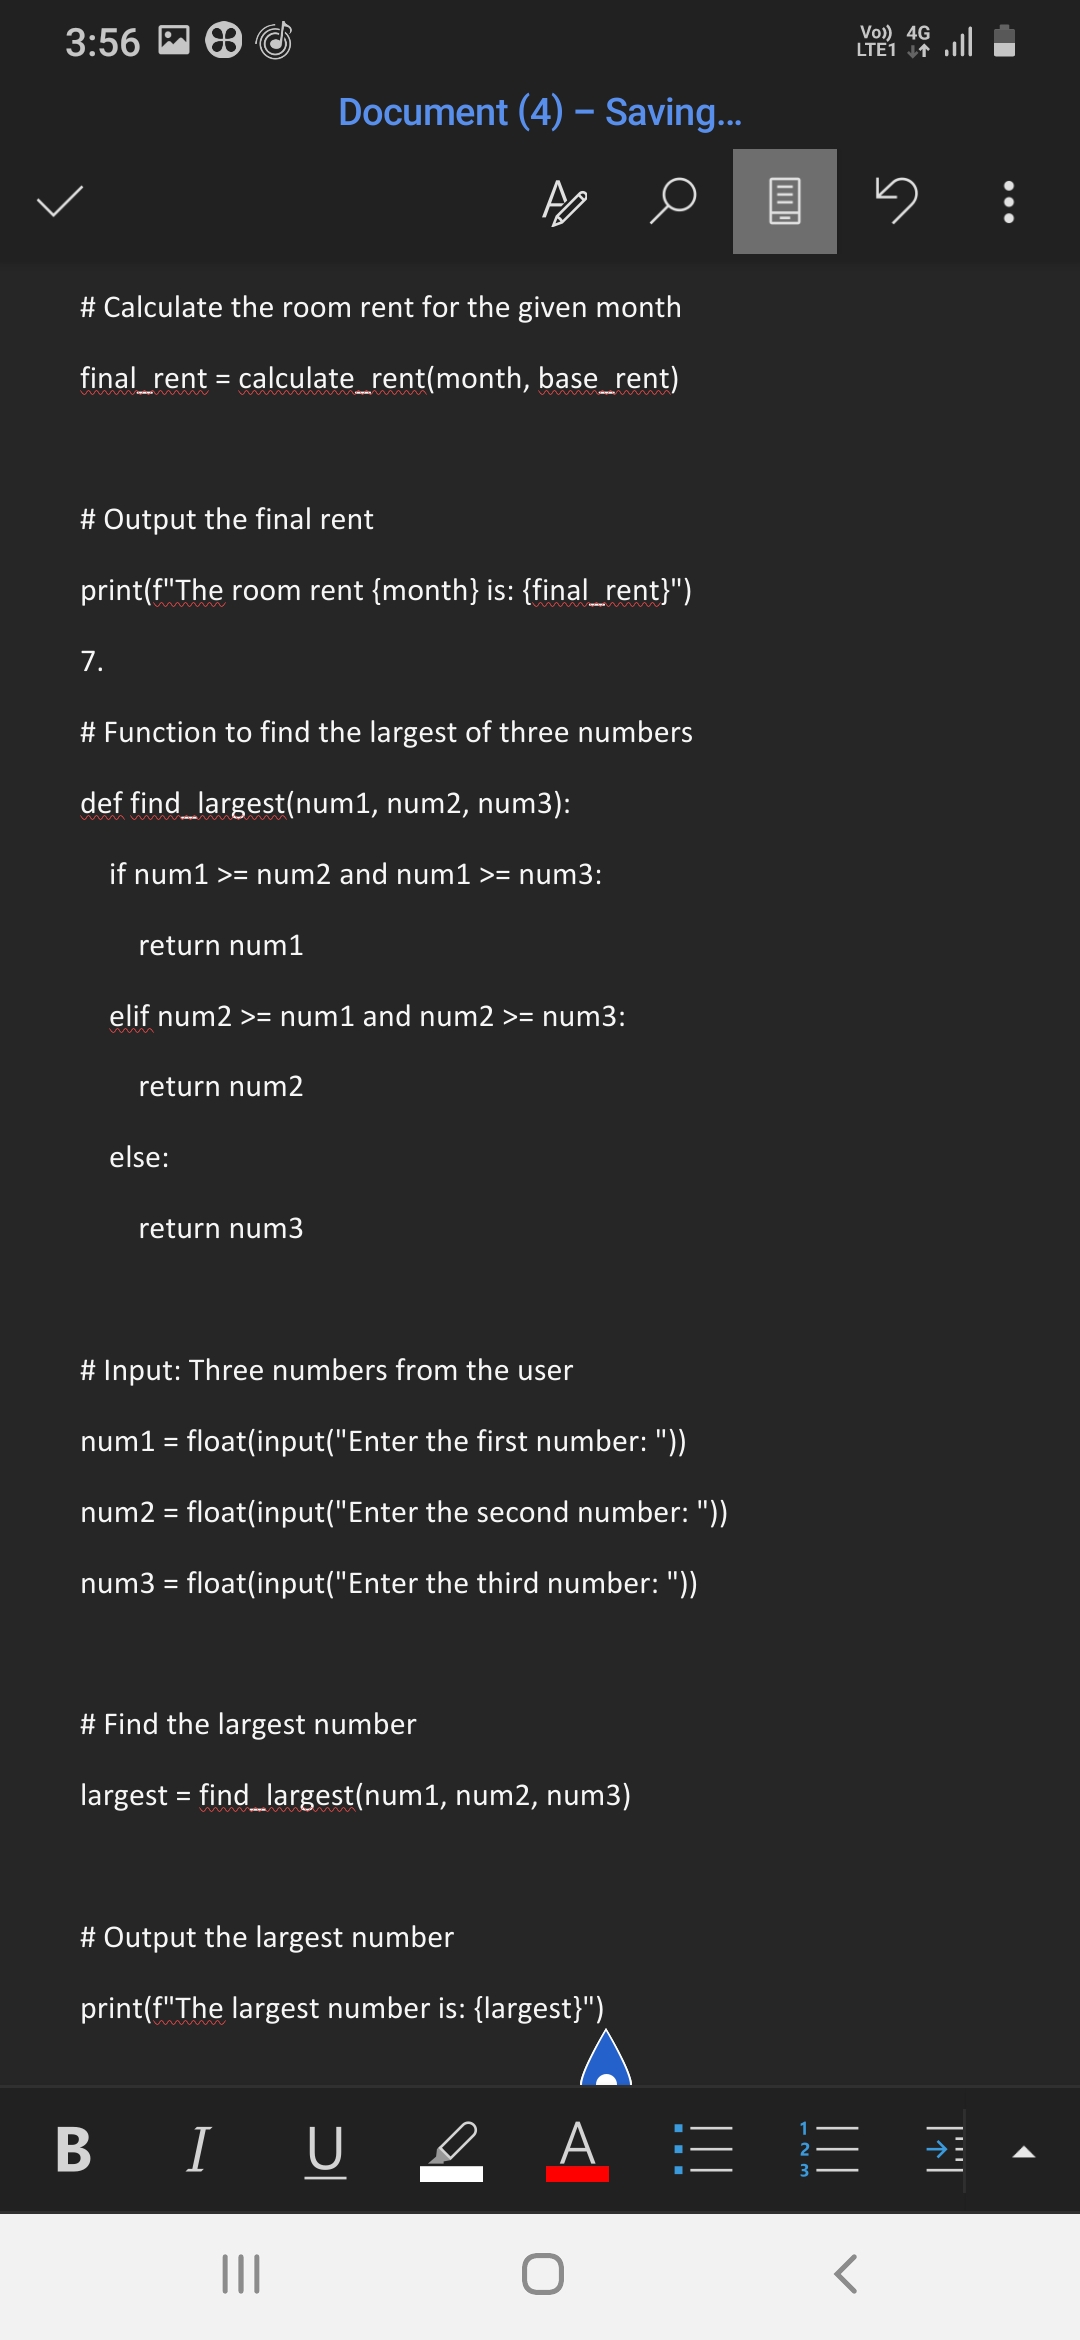 3:56
Vo)) 4G
LTE1
Document (4) – Saving...
# Calculate the room rent for the given month
final_rent = calculate_rent(month, base_rent)
# Output the final rent
print(f"The room rent {month} is: {final_rent}")
7.
# Function to find the largest of three numbers
def find_largest(num1, num2, num3):
if num1 >= num2 and num1 >= num3:
return num1
elif num2 >= num1 and num2 >= num3:
return num2
else:
return num3
# Input: Three numbers from the user
num1 = float(input("Enter the first number: "))
num2 = float(input("Enter the second number: "))
num3 = float(input("Enter the third number: "))
# Find the largest number
largest = find_largest(num1, num2, num3)
# Output the largest number
print(f"The largest number is: {largest}")
B I U A 1 2 3